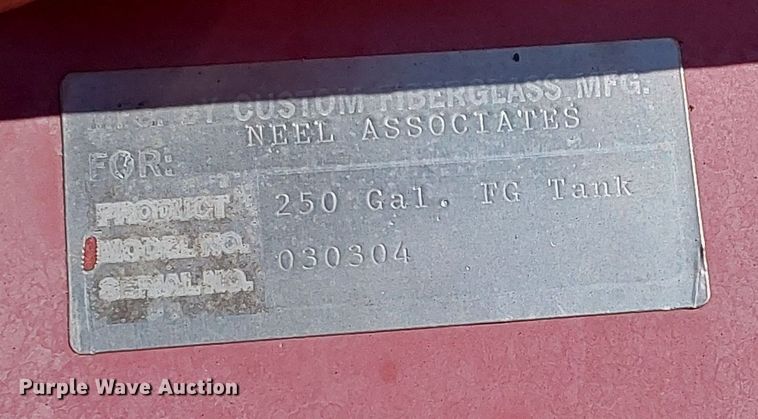 MFG. BY CUSTOM FIBERGLASS MFG.
FOR: NEEL ASSOCIATES
PRODUCT 250 Gal. FG Tank
MODEL NO. 030304
SERIAL NO.
Purple Wave Auction